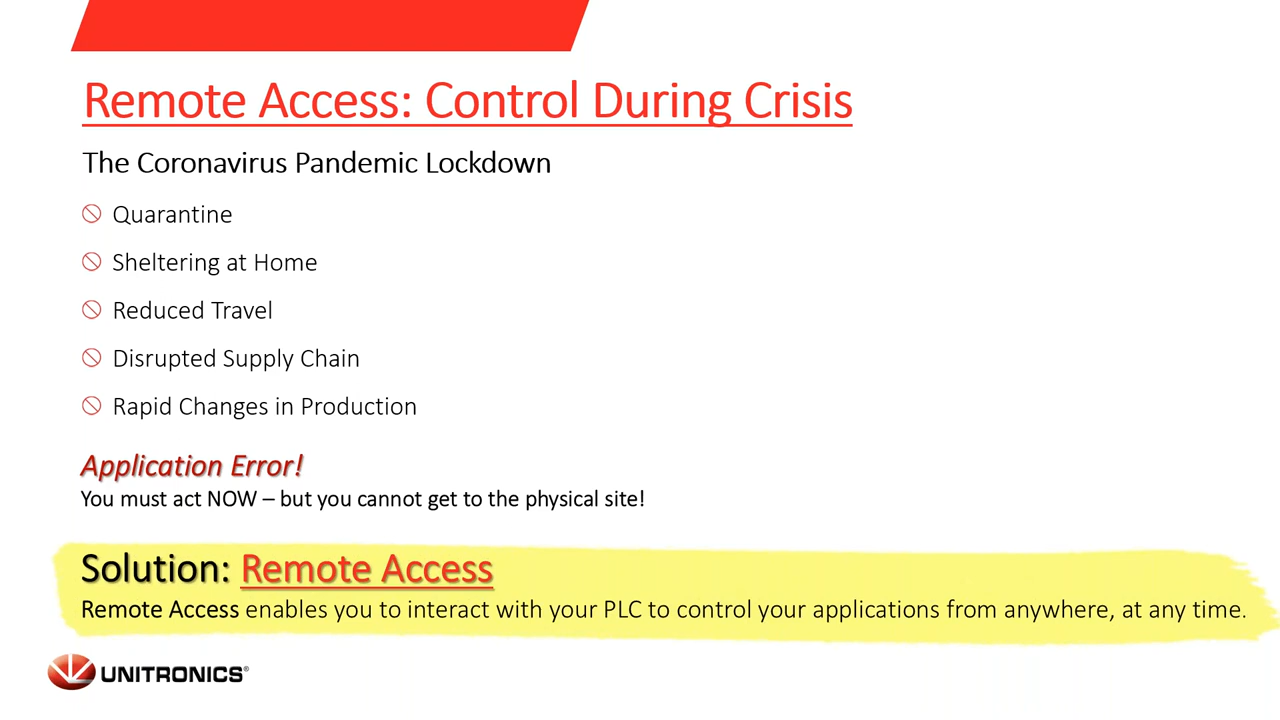 Remote Access: Control During Crisis
The Coronavirus Pandemic Lockdown
Quarantine
Sheltering at Home
Reduced Travel
Disrupted Supply Chain
Rapid Changes in Production
Application Error!
You must act NOW – but you cannot get to the physical site!
Solution: Remote Access
Remote Access enables you to interact with your PLC to control your applications from anywhere, at any time.
UNITRONICS®